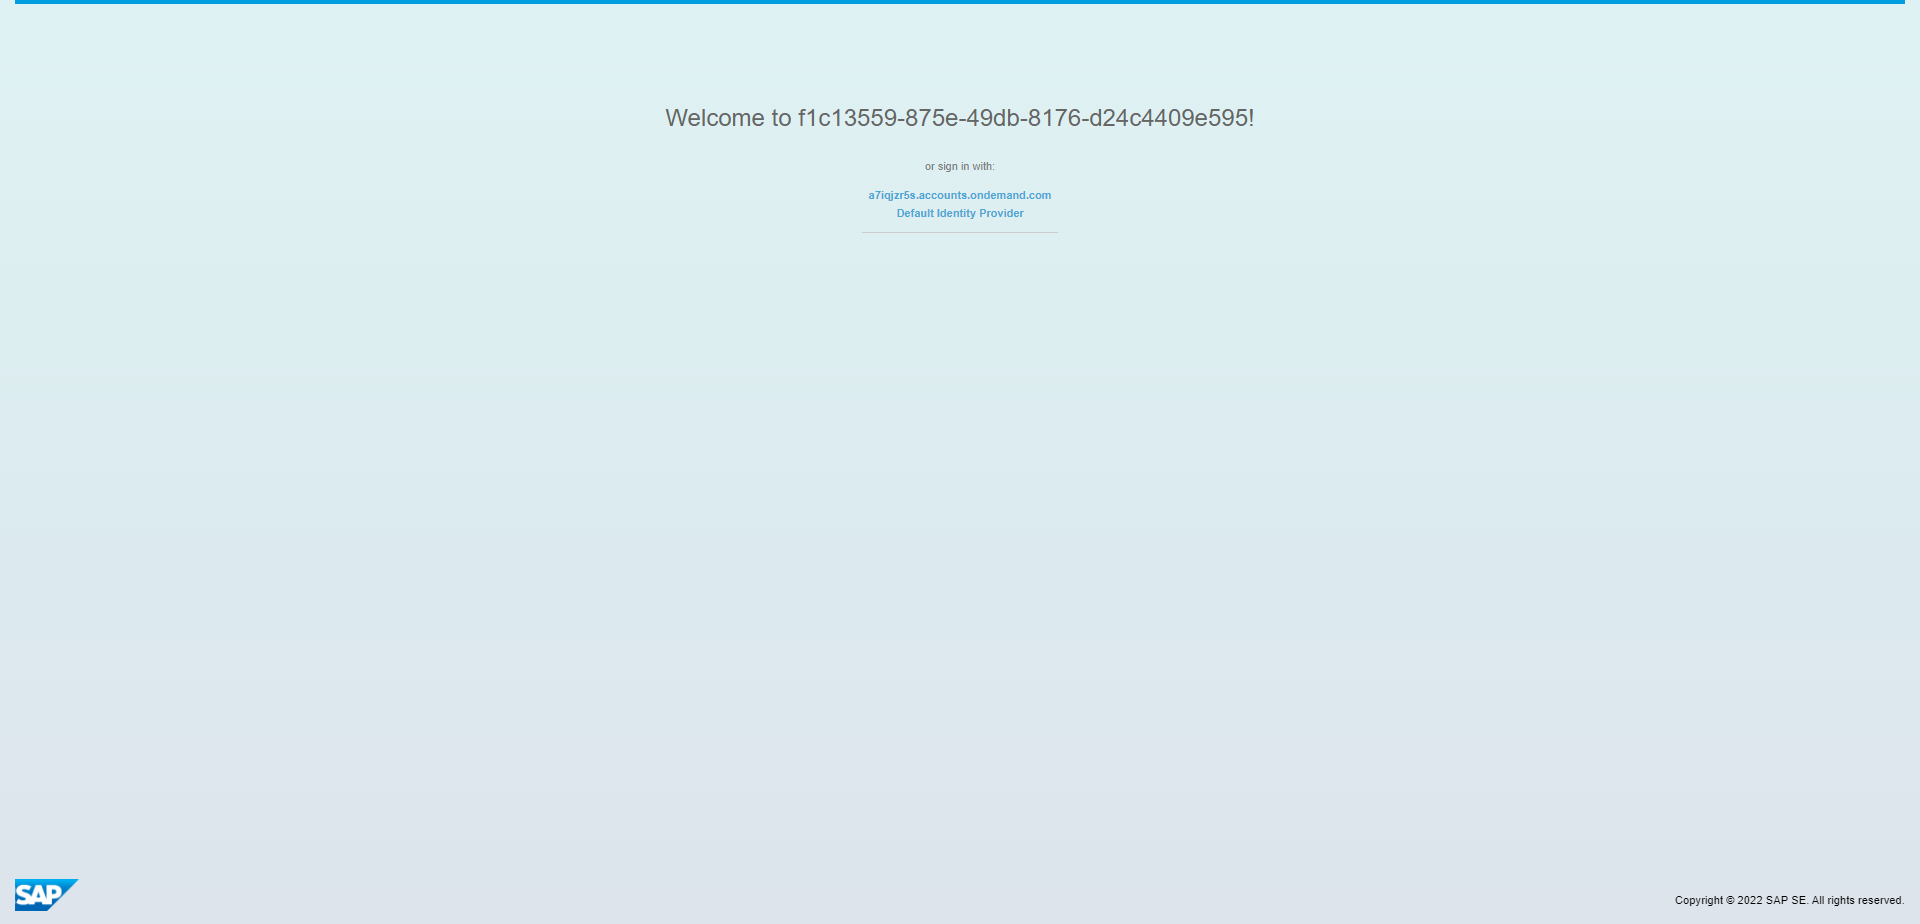 Welcome to f1c13559-875e-49db-8176-d24c4409e595!
or sign in with:
a7iqjzr5s.accounts.ondemand.com
Default Identity Provider
SAP
Copyright © 2022 SAP SE. All rights reserved.